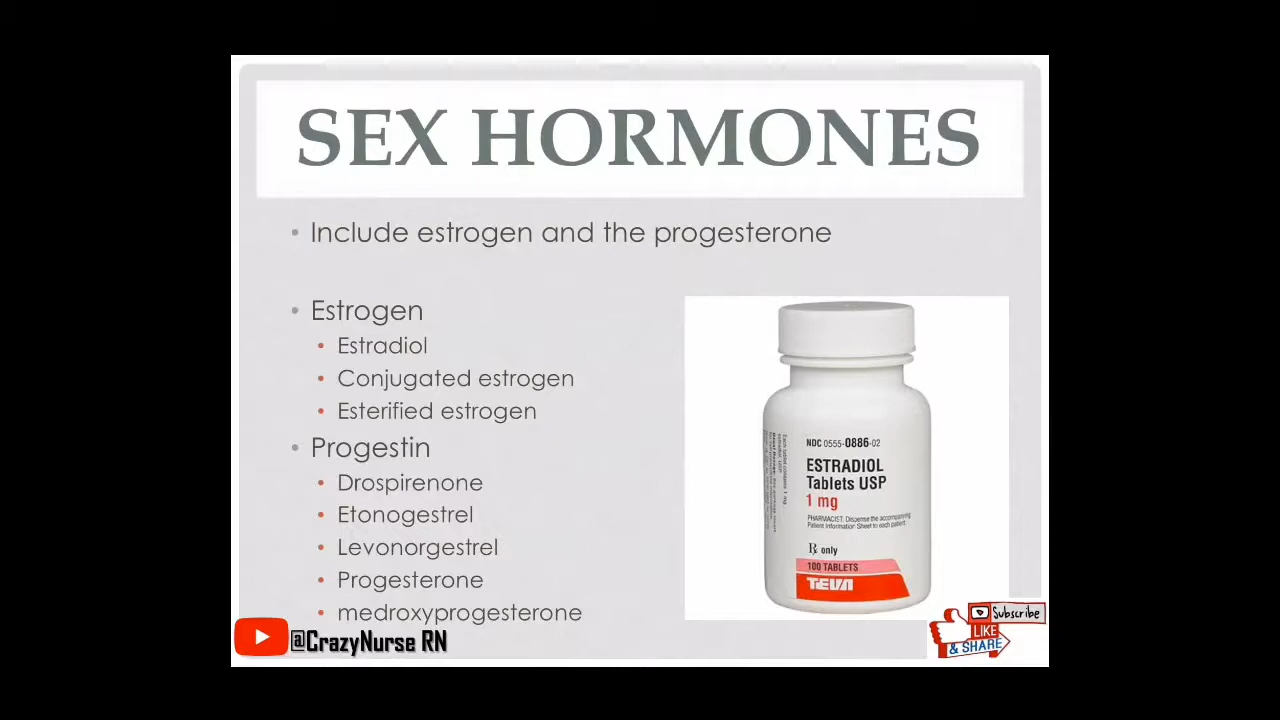 SEX HORMONES
• Include estrogen and the progesterone
• Estrogen
• Estradiol
• Conjugated estrogen
• Esterified estrogen
• Progestin
• Drospirenone
• Etonogestrel
• Levonorgestrel
• Progesterone
• medroxyprogesterone
NDC 0555-0886-02
ESTRADIOL
Tablets USP
1 mg
PHARMACIST: Dispense the accompanying
Patient Information Sheet to each patient.
℞ only
100 TABLETS
TEVA
@CrazyNurse RN
Subscribe
LIKE
& SHARE